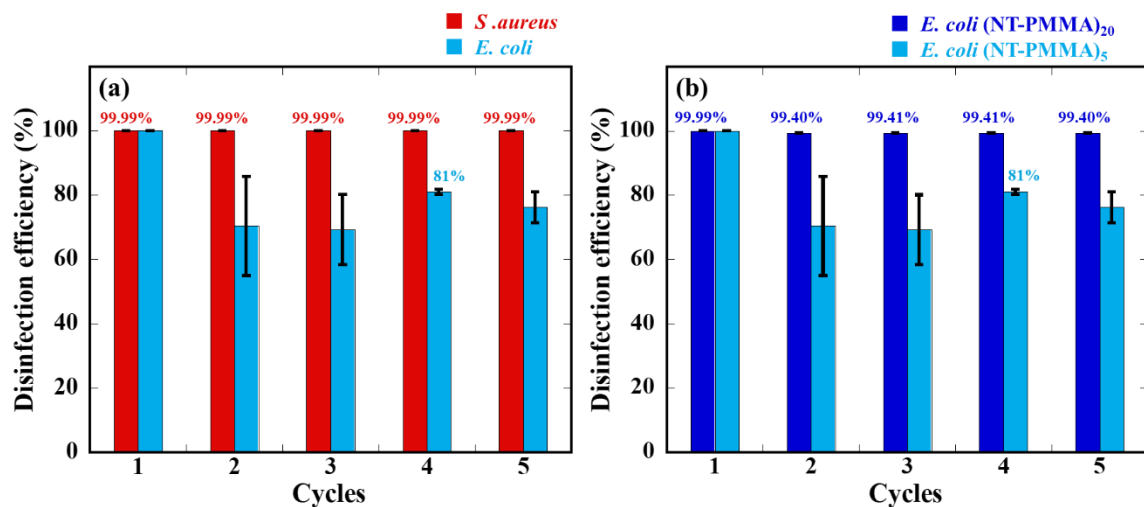 S .aureus
E. coli
(a)
99.99% 99.99% 99.99% 99.99% 99.99%
81%
Disinfection efficiency (%)
100
80
60
40
20
0
1 2 3 4 5
Cycles
E. coli (NT-PMMA)20
E. coli (NT-PMMA)5
(b)
99.99% 99.40% 99.41% 99.41% 99.40%
81%
Disinfection efficiency (%)
100
80
60
40
20
0
1 2 3 4 5
Cycles